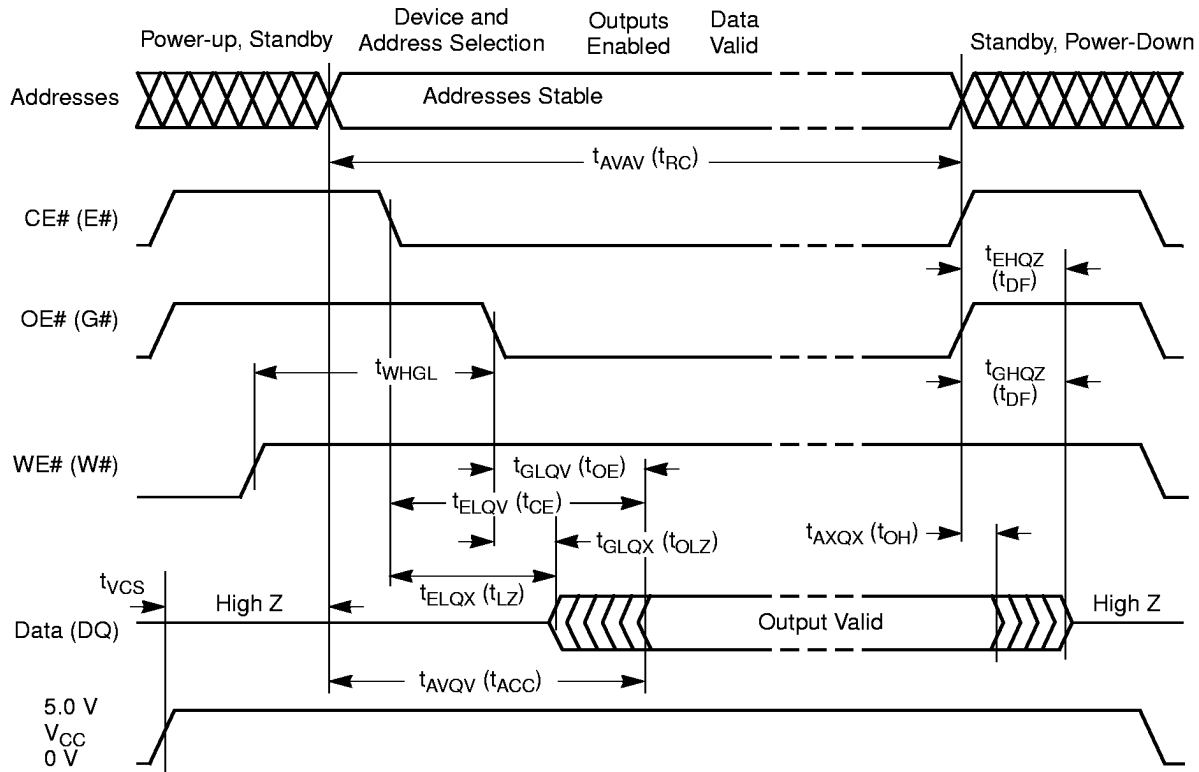 Power-up, Standby
Device and
Address Selection
Outputs
Enabled
Data
Valid
Standby, Power-Down
Addresses
Addresses Stable
tAVAV (tRC)
CE# (E#)
tEHQZ
(tDF)
OE# (G#)
tWHGL
tGHQZ
(tDF)
WE# (W#)
tGLQV (tOE)
tELQV (tCE)
tGLQX (tOLZ)
tAXQX (tOH)
tVCS
tELQX (tLZ)
High Z
High Z
Data (DQ)
Output Valid
tAVQV (tACC)
5.0 V
VCC
0 V